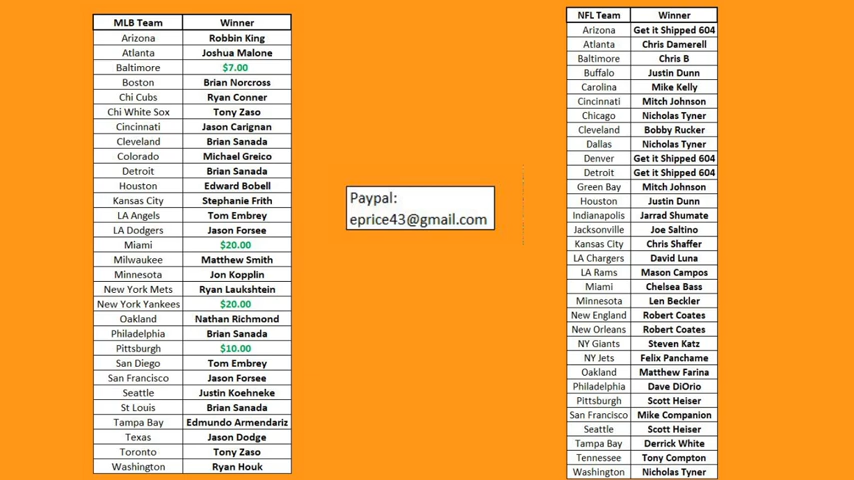 MLB Team Winner
Arizona Robbin King
Atlanta Joshua Malone
Baltimore $7.00
Boston Brian Norcross
Chi Cubs Ryan Conner
Chi White Sox Tony Zaso
Cincinnati Jason Carignan
Cleveland Brian Sanada
Colorado Michael Greico
Detroit Brian Sanada
Houston Edward Bobell
Kansas City Stephanie Frith
LA Angels Tom Embrey
LA Dodgers Jason Forsee
Miami $20.00
Milwaukee Matthew Smith
Minnesota Jon Kopplin
New York Mets Ryan Laukshtein
New York Yankees $20.00
Oakland Nathan Richmond
Philadelphia Brian Sanada
Pittsburgh $10.00
San Diego Tom Embrey
San Francisco Jason Forsee
Seattle Justin Koehneke
St Louis Brian Sanada
Tampa Bay Edmundo Armendariz
Texas Jason Dodge
Toronto Tony Zaso
Washington Ryan Houk
Paypal:
eprice43@gmail.com
NFL Team Winner
Arizona Get it Shipped 604
Atlanta Chris Damerell
Baltimore Chris B
Buffalo Justin Dunn
Carolina Mike Kelly
Cincinnati Mitch Johnson
Chicago Nicholas Tyner
Cleveland Bobby Rucker
Dallas Nicholas Tyner
Denver Get it Shipped 604
Detroit Get it Shipped 604
Green Bay Mitch Johnson
Houston Justin Dunn
Indianapolis Jarrad Shumate
Jacksonville Joe Saltino
Kansas City Chris Shaffer
LA Chargers David Luna
LA Rams Mason Campos
Miami Chelsea Bass
Minnesota Len Beckler
New England Robert Coates
New Orleans Robert Coates
NY Giants Steven Katz
NY Jets Felix Panchame
Oakland Matthew Farina
Philadelphia Dave DiOrio
Pittsburgh Scott Heiser
San Francisco Mike Companion
Seattle Scott Heiser
Tampa Bay Derrick White
Tennessee Tony Compton
Washington Nicholas Tyner